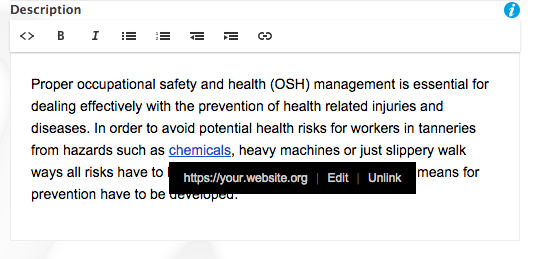 Description
<> B I
Proper occupational safety and health (OSH) management is essential for
dealing effectively with the prevention of health related injuries and
diseases. In order to avoid potential health risks for workers in tanneries
from hazards such as chemicals, heavy machines or just slippery walk
ways all risks have to means for
https://your.website.org | Edit | Unlink
prevention have to be developed.